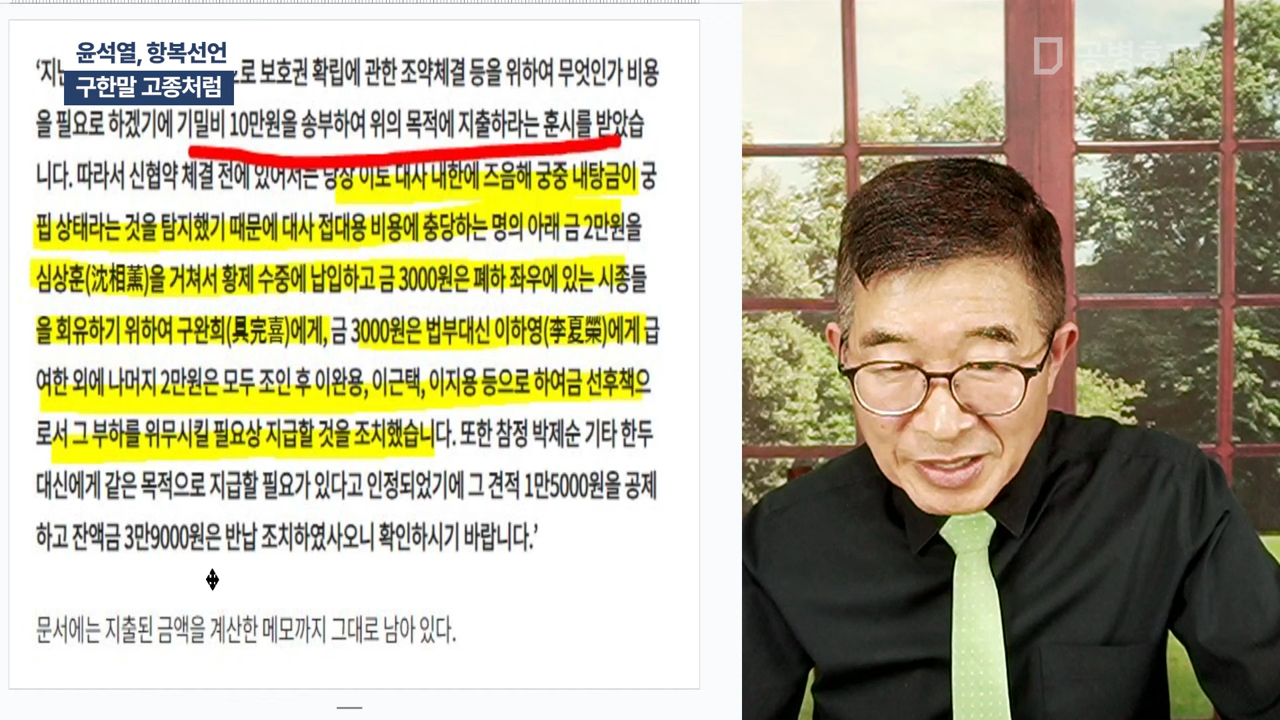 윤석열, 항복선언
구한말 고종처럼
‘지난 로 보호권 확립에 관한 조약체결 등을 위하여 무엇인가 비용
을 필요로 하겠기에 기밀비 10만원을 송부하여 위의 목적에 지출하라는 훈시를 받았습
니다. 따라서 신협약 체결 전에 있어서는 당장 이토 대사 내한에 즈음해 궁중 내탕금이 궁
핍 상태라는 것을 탐지했기 때문에 대사 접대용 비용에 충당하는 명의 아래 금 2만원을
심상훈(沈相薰)을 거쳐서 황제 수중에 납입하고 금 3000원은 폐하 좌우에 있는 시종들
을 회유하기 위하여 구완희(具完喜)에게, 금 3000원은 법부대신 이하영(李夏榮)에게 급
여한 외에 나머지 2만원은 모두 조인 후 이완용, 이근택, 이지용 등으로 하여금 선후책으
로서 그 부하를 위무시킬 필요상 지급할 것을 조치했습니다. 또한 참정 박제순 기타 한두
대신에게 같은 목적으로 지급할 필요가 있다고 인정되었기에 그 견적 1만5000원을 공제
하고 잔액금 3만9000원은 반납 조치하였사오니 확인하시기 바랍니다.’
문서에는 지출된 금액을 계산한 메모까지 그대로 남아 있다.
공병호TV